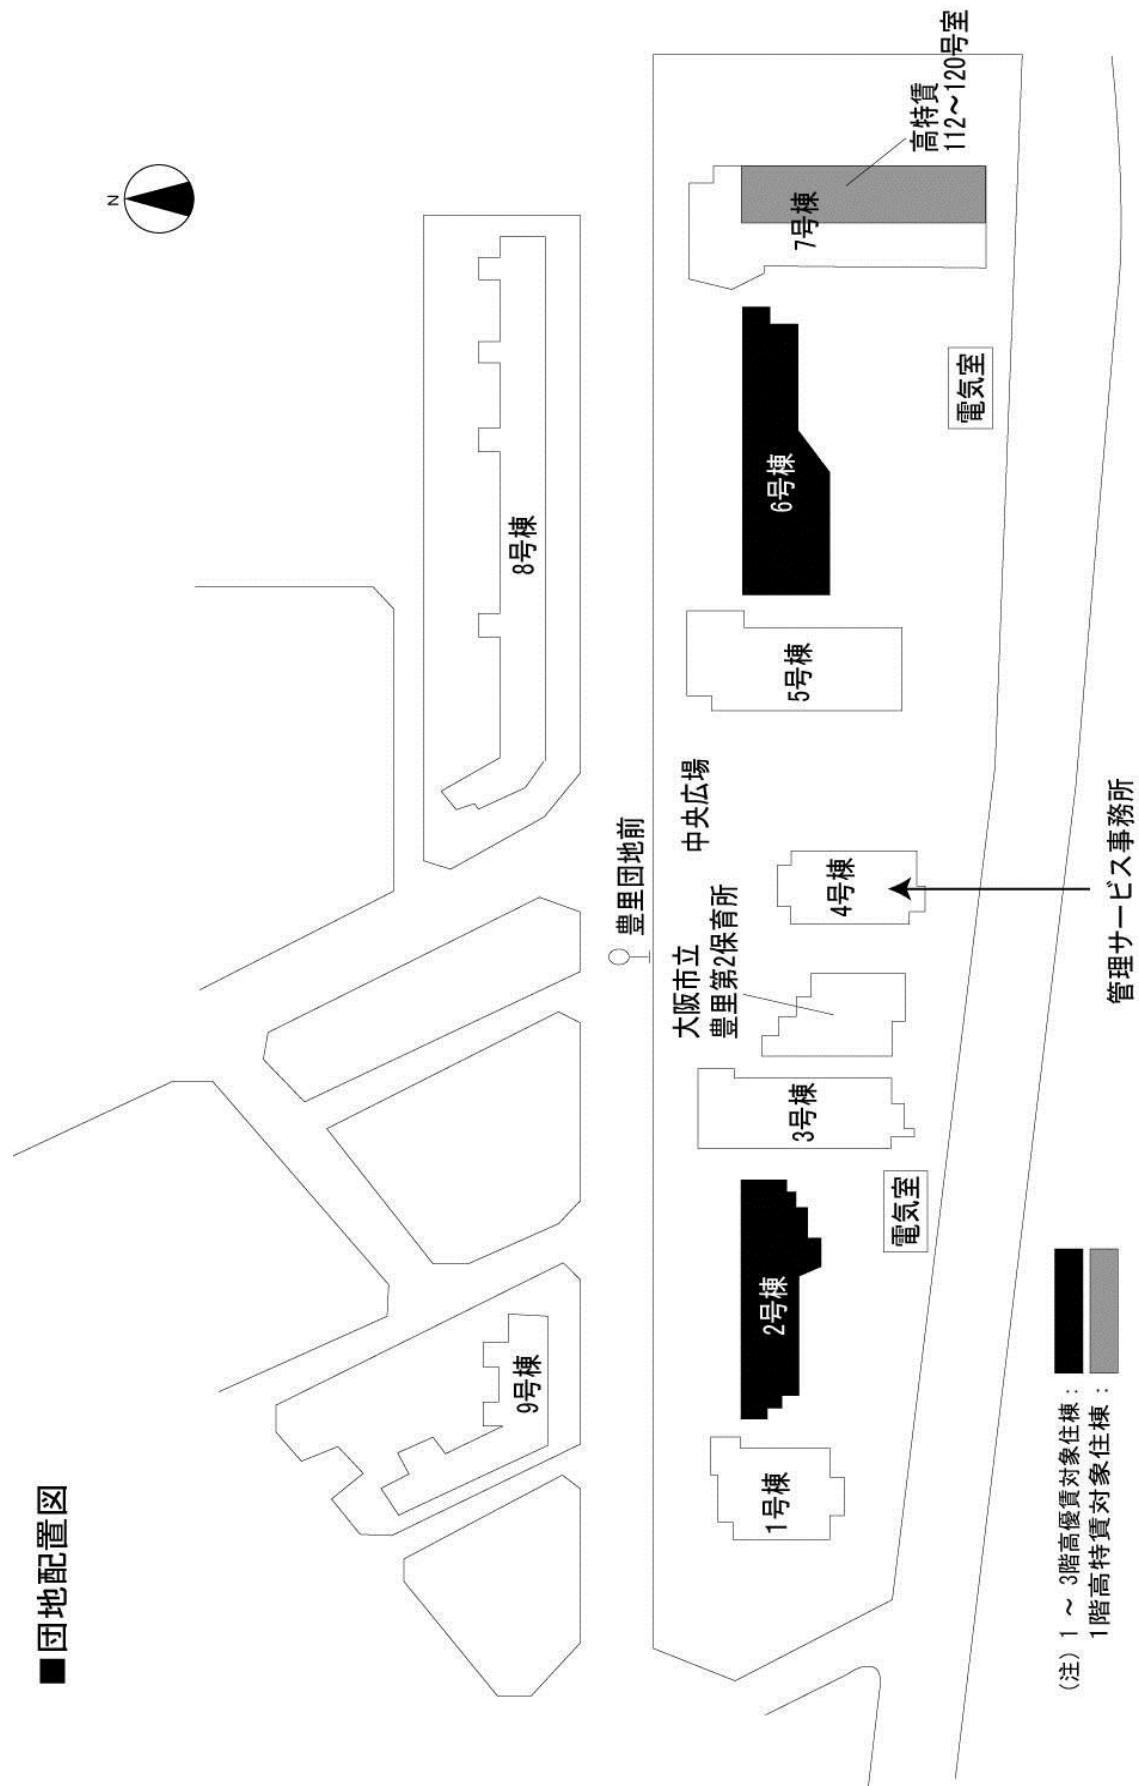 ■団地配置図
N
8号棟
9号棟
豊里団地前
中央広場
大阪市立
豊里第2保育所
1号棟
2号棟
3号棟
4号棟
5号棟
6号棟
7号棟
高特賃
112～120号室
電気室
電気室
管理サービス事務所
(注) 1 ～ 3階高優賃対象住棟：
1階高特賃対象住棟：